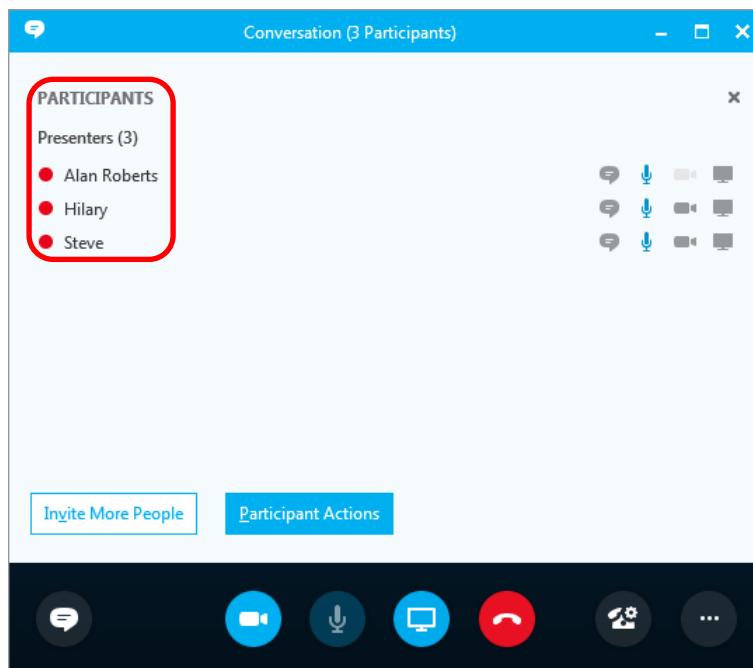 Conversation (3 Participants)
PARTICIPANTS
Presenters (3)
Alan Roberts
Hilary
Steve
Invite More People
Participant Actions